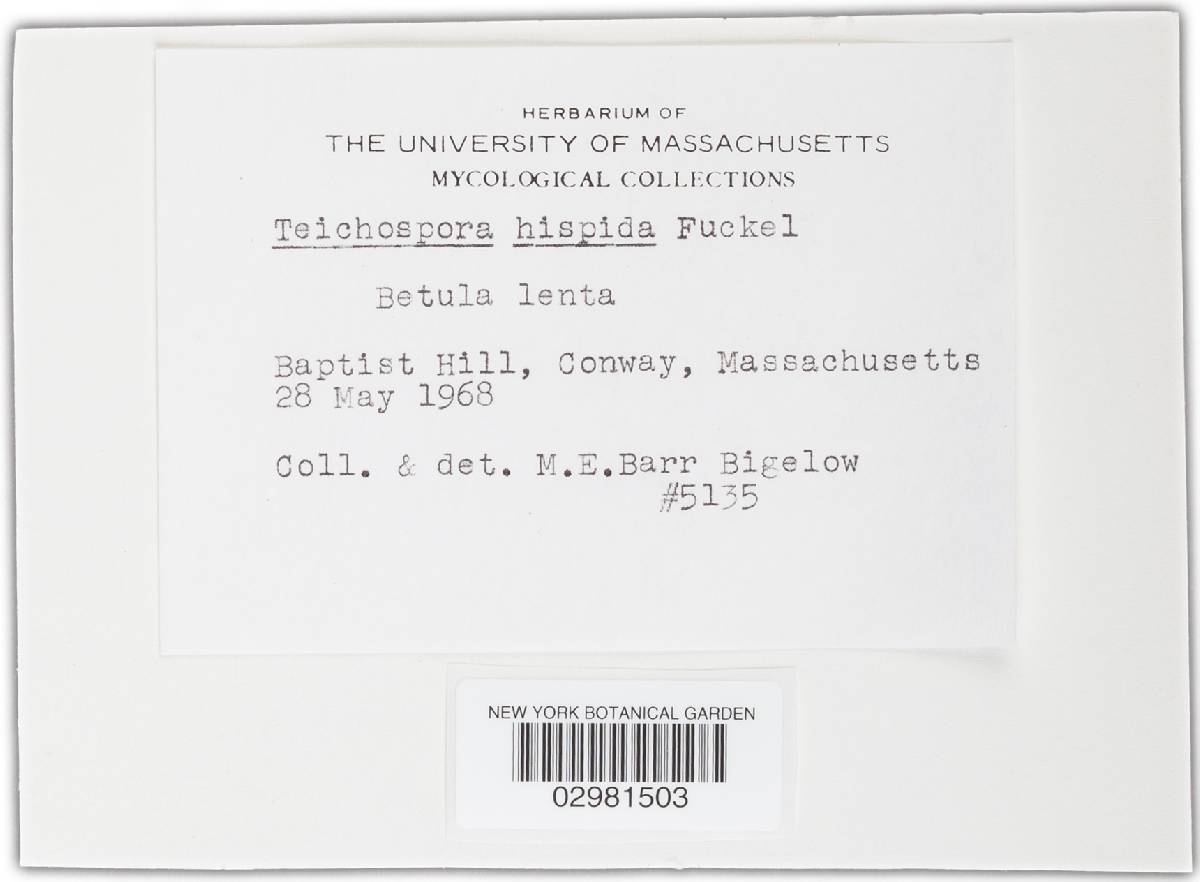 HERBARIUM OF
THE UNIVERSITY OF MASSACHUSETTS
MYCOLOGICAL COLLECTIONS
Teichospora hispida Fuckel
Betula lenta
Baptist Hill, Conway, Massachusetts
28 May 1968
Coll. & det. M.E.Barr Bigelow
#5135
NEW YORK BOTANICAL GARDEN
02981503